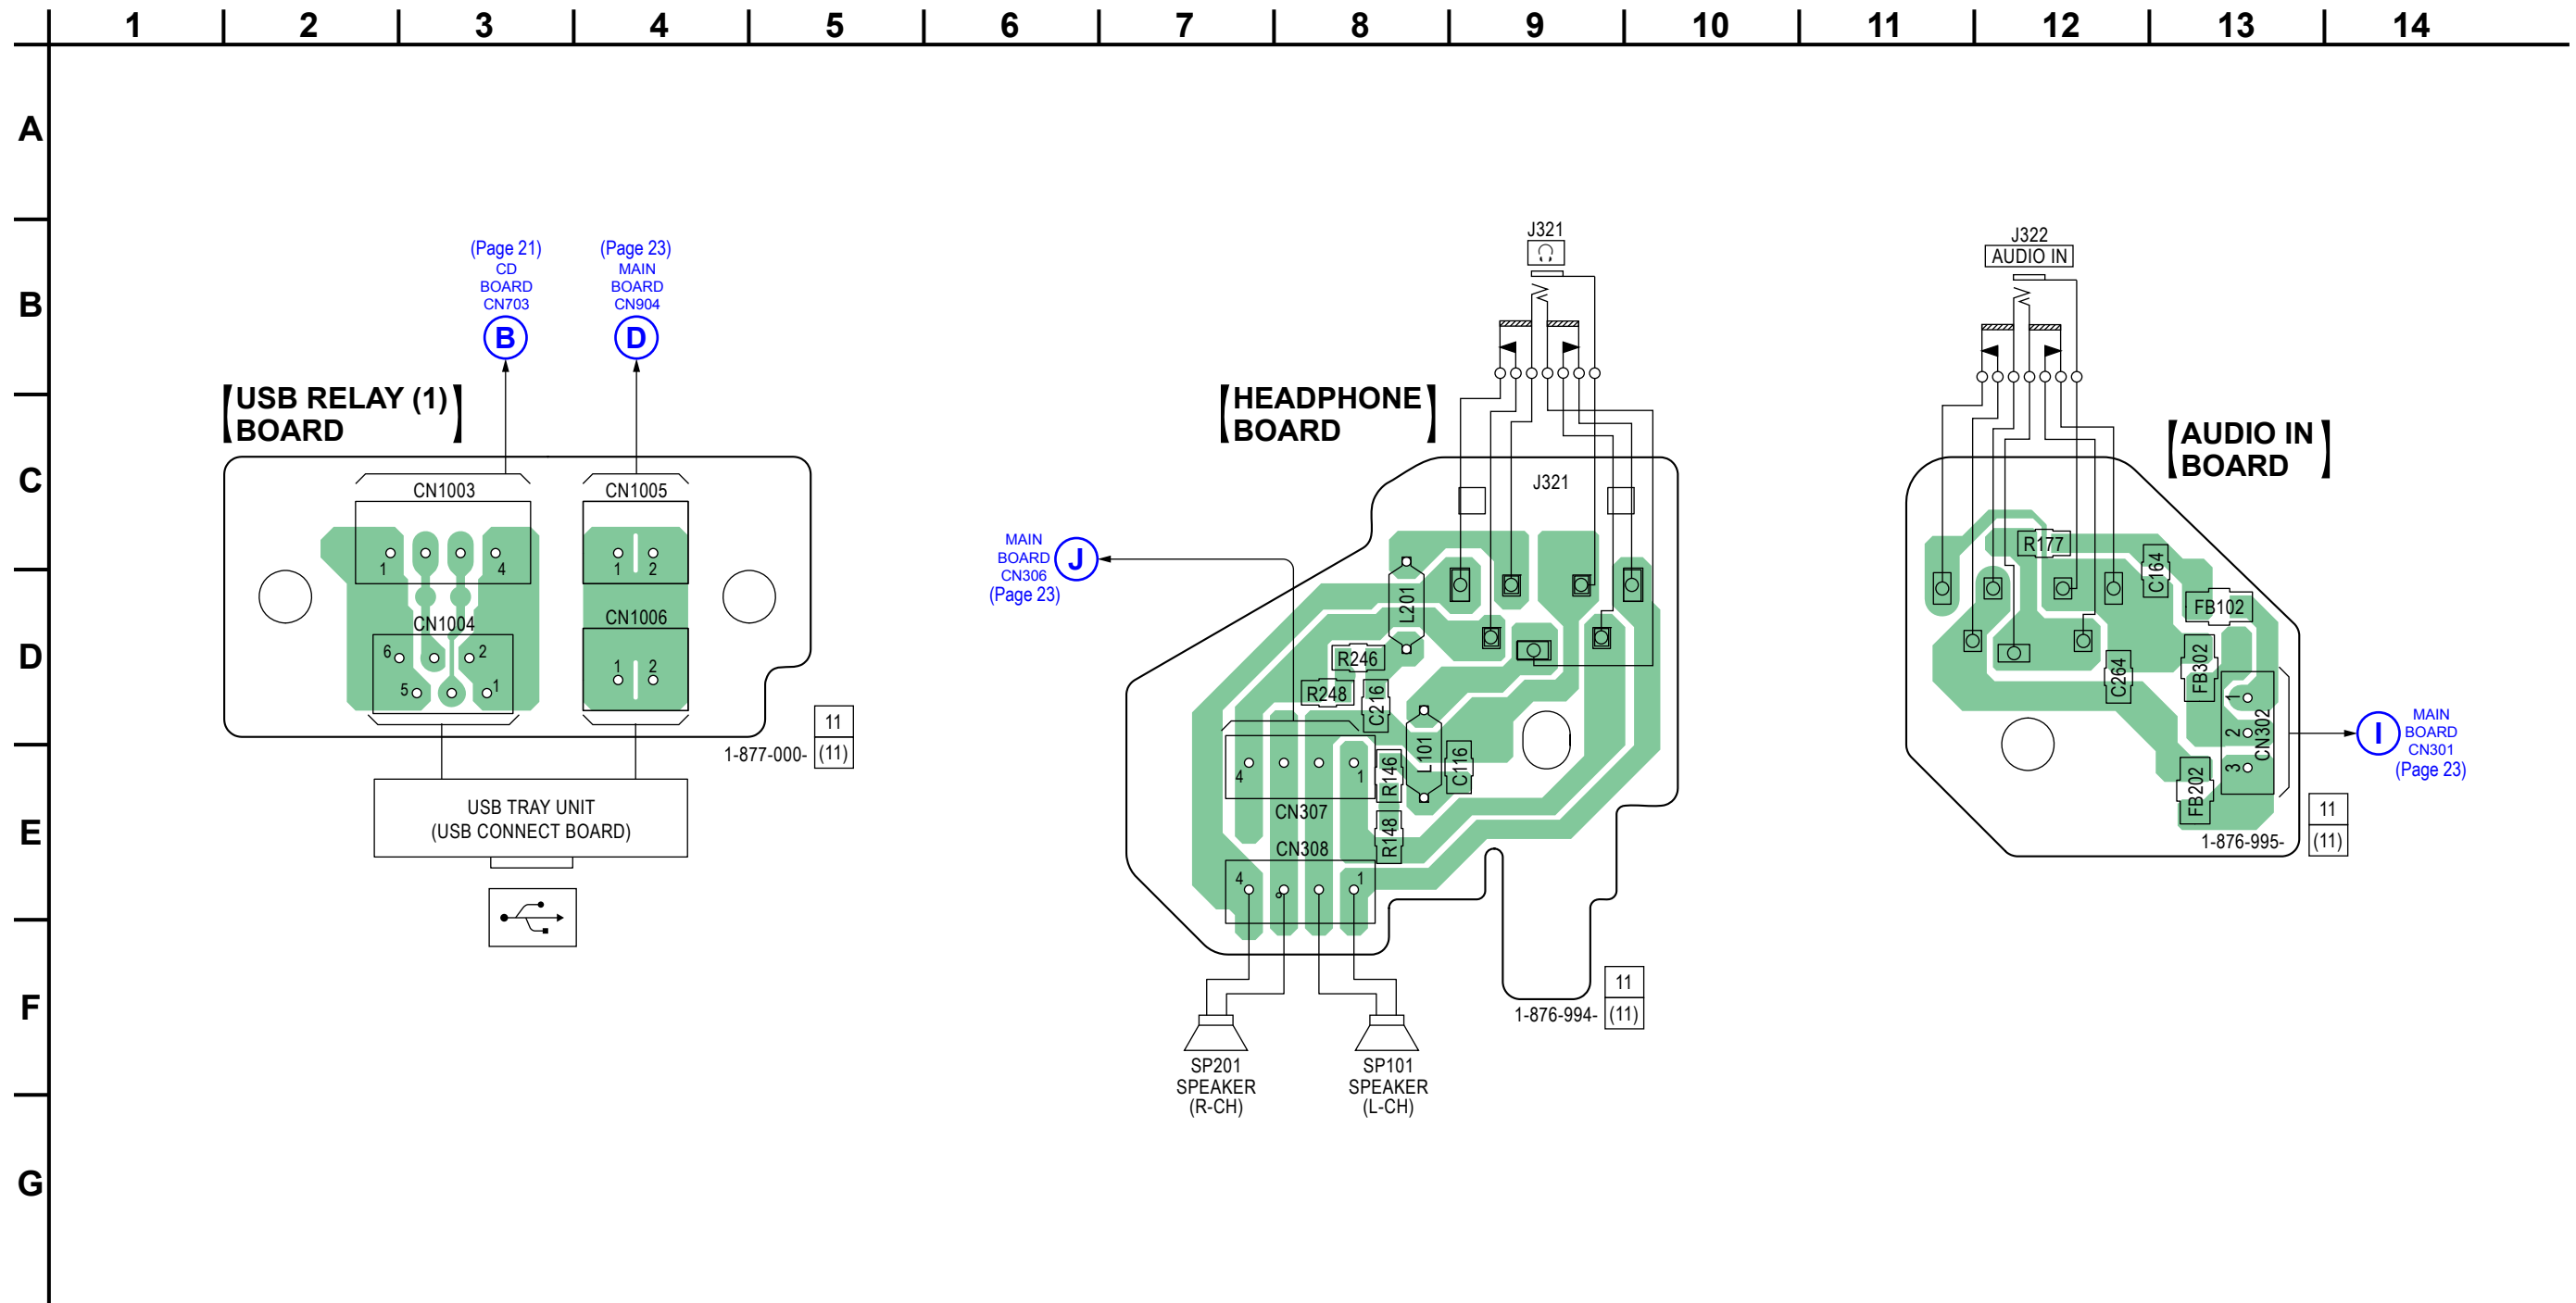 1 2 3 4 5 6 7 8 9 10 11 12 13 14
A
B
C
D
E
F
G
(Page 21)
CD
BOARD
CN703
B
(Page 23)
MAIN
BOARD
CN904
D
【USB RELAY (1)
BOARD】
CN1003
1 4
CN1005
1 2
CN1004
6 2
5 1
CN1006
1 2
11
1-877-000- (11)
USB TRAY UNIT
(USB CONNECT BOARD)
J321
【HEADPHONE
BOARD】
J321
MAIN
BOARD
CN306
(Page 23)
J
L201
R246
R248
C216
L101
C116
R146
R148
4 1
CN307
CN308
4 1
SP201
SPEAKER
(R-CH)
SP101
SPEAKER
(L-CH)
11
1-876-994- (11)
J322
AUDIO IN
【AUDIO IN
BOARD】
R177
C164
FB102
C264
FB302
1
2
3
CN302
FB202
I
MAIN
BOARD
CN301
(Page 23)
11
1-876-995- (11)